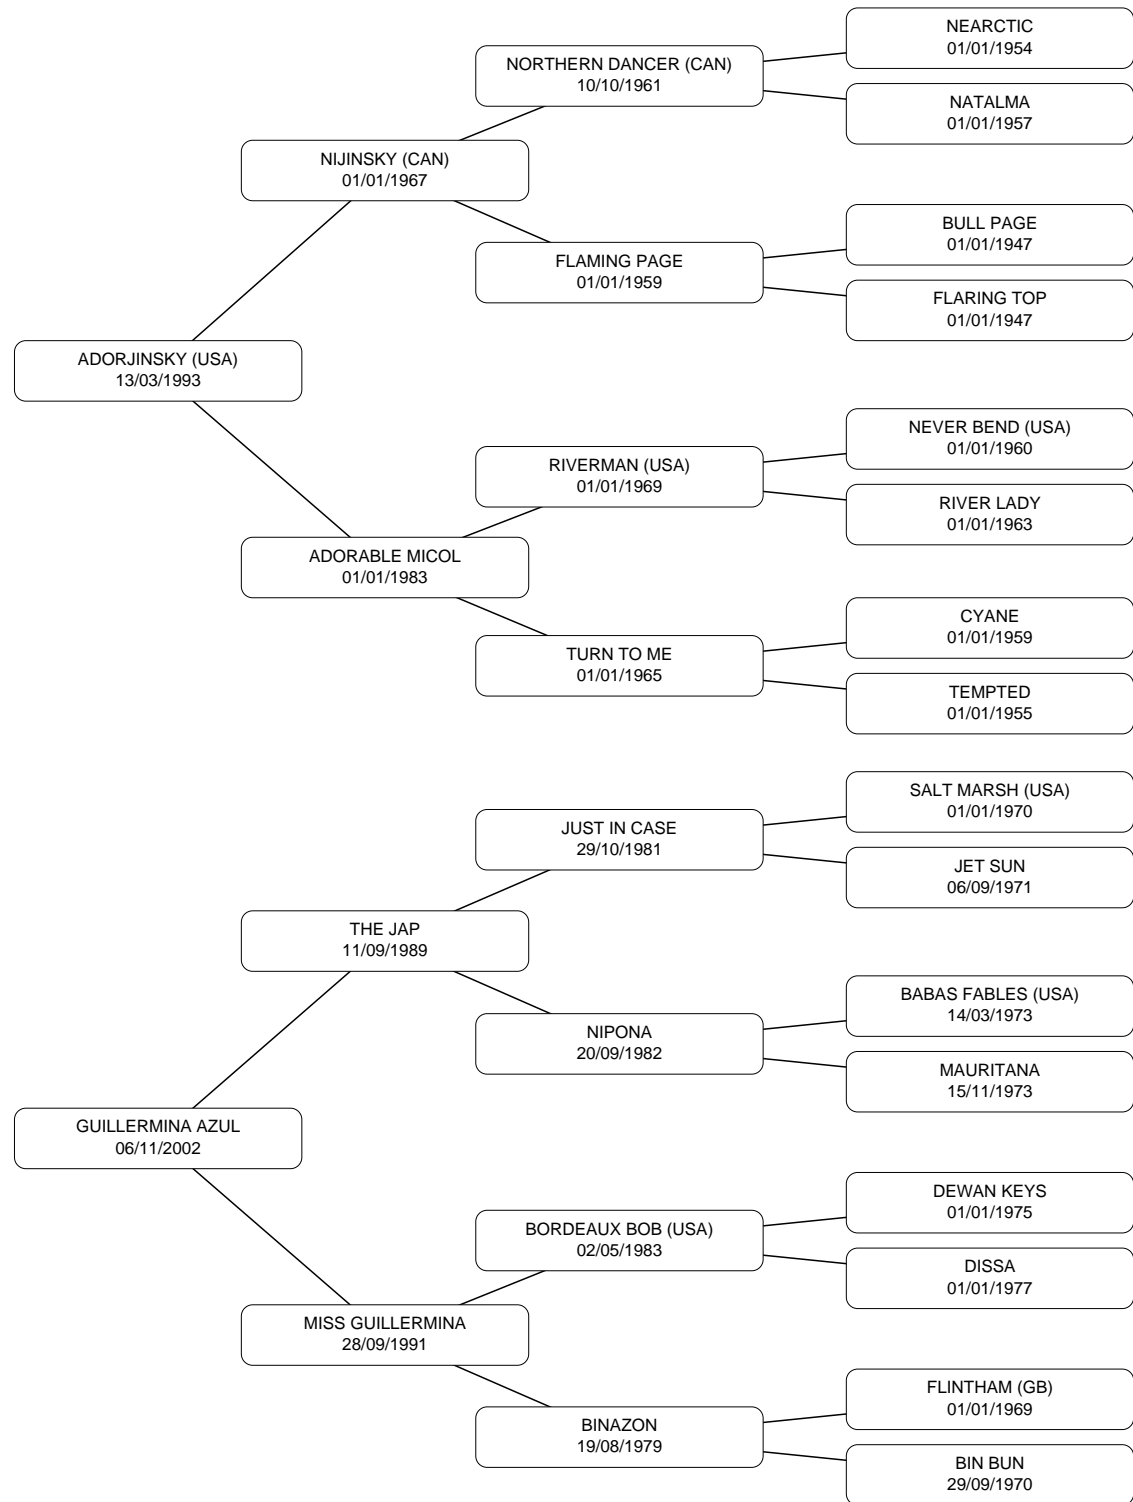 NEARCTIC
01/01/1954
NORTHERN DANCER (CAN)
10/10/1961
NATALMA
01/01/1957
NIJINSKY (CAN)
01/01/1967
BULL PAGE
01/01/1947
FLAMING PAGE
01/01/1959
FLARING TOP
01/01/1947
ADORJINSKY (USA)
13/03/1993
NEVER BEND (USA)
01/01/1960
RIVERMAN (USA)
01/01/1969
RIVER LADY
01/01/1963
ADORABLE MICOL
01/01/1983
CYANE
01/01/1959
TURN TO ME
01/01/1965
TEMPTED
01/01/1955
SALT MARSH (USA)
01/01/1970
JUST IN CASE
29/10/1981
JET SUN
06/09/1971
THE JAP
11/09/1989
BABAS FABLES (USA)
14/03/1973
NIPONA
20/09/1982
MAURITANA
15/11/1973
GUILLERMINA AZUL
06/11/2002
DEWAN KEYS
01/01/1975
BORDEAUX BOB (USA)
02/05/1983
DISSA
01/01/1977
MISS GUILLERMINA
28/09/1991
FLINTHAM (GB)
01/01/1969
BINAZON
19/08/1979
BIN BUN
29/09/1970